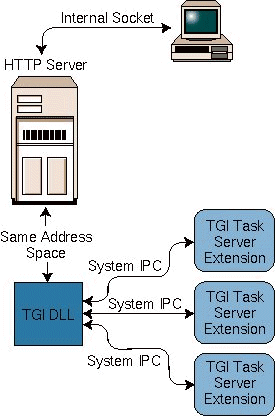 Internal Socket
HTTP Server
Same Address
Space
TGI DLL
System IPC
System IPC
System IPC
TGI Task
Server
Extension
TGI Task
Server
Extension
TGI Task
Server
Extension